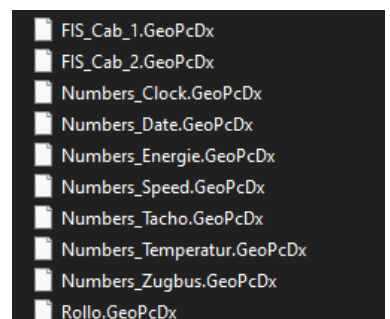 FIS_Cab_1.GeoPcDx
FIS_Cab_2.GeoPcDx
Numbers_Clock.GeoPcDx
Numbers_Date.GeoPcDx
Numbers_Energie.GeoPcDx
Numbers_Speed.GeoPcDx
Numbers_Tacho.GeoPcDx
Numbers_Temperatur.GeoPcDx
Numbers_Zugbus.GeoPcDx
Rollo.GeoPcDx